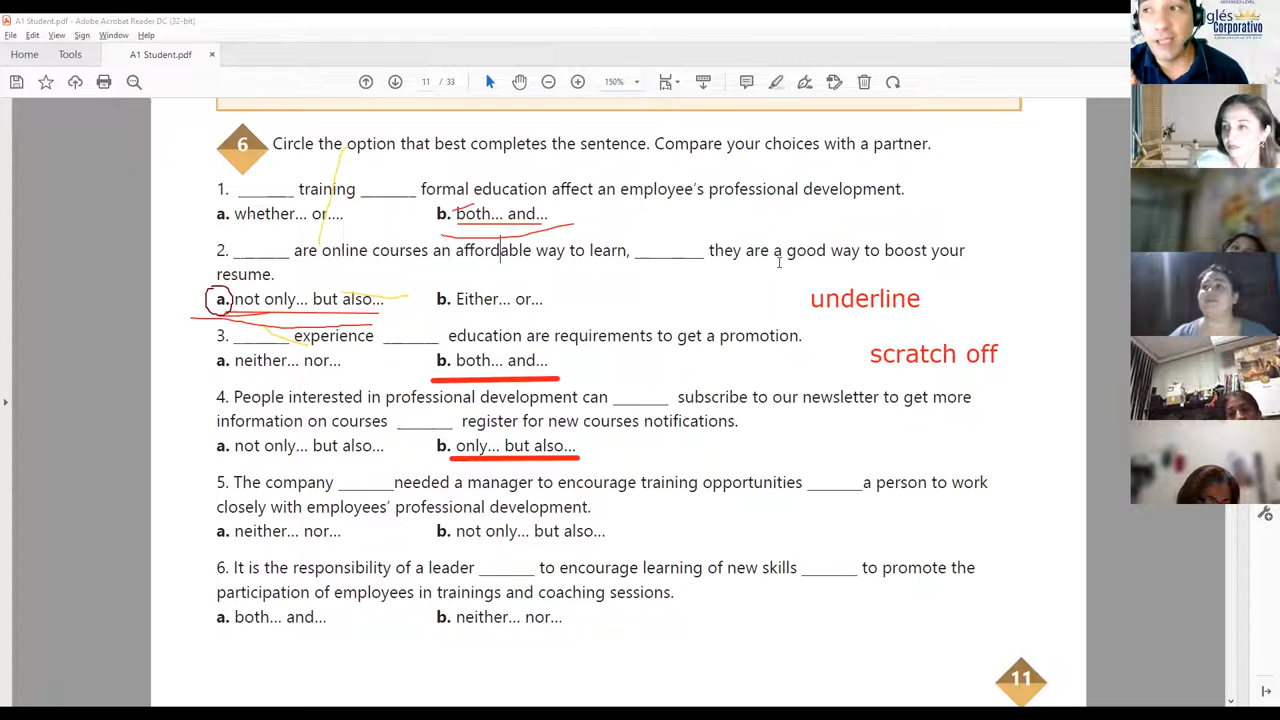 A1 Student.pdf - Adobe Acrobat Reader DC (32-bit)
File Edit View Sign Window Help
Home Tools A1 Student.pdf ×
11 / 33 150%
glés
Corporativo
6 Circle the option that best completes the sentence. Compare your choices with a partner.
1. _______ training _______ formal education affect an employee's professional development.
a. whether... or.... b. both... and...
2. _______ are online courses an affordable way to learn, _________ they are a good way to boost your
resume.
a. not only... but also... b. Either... or...
underline
3. _______ experience _______ education are requirements to get a promotion.
a. neither... nor... b. both... and...
scratch off
4. People interested in professional development can _______ subscribe to our newsletter to get more
information on courses _______ register for new courses notifications.
a. not only... but also... b. only... but also...
5. The company _______needed a manager to encourage training opportunities _______a person to work
closely with employees' professional development.
a. neither... nor... b. not only... but also...
6. It is the responsibility of a leader _______ to encourage learning of new skills _______ to promote the
participation of employees in trainings and coaching sessions.
a. both... and... b. neither... nor...
11